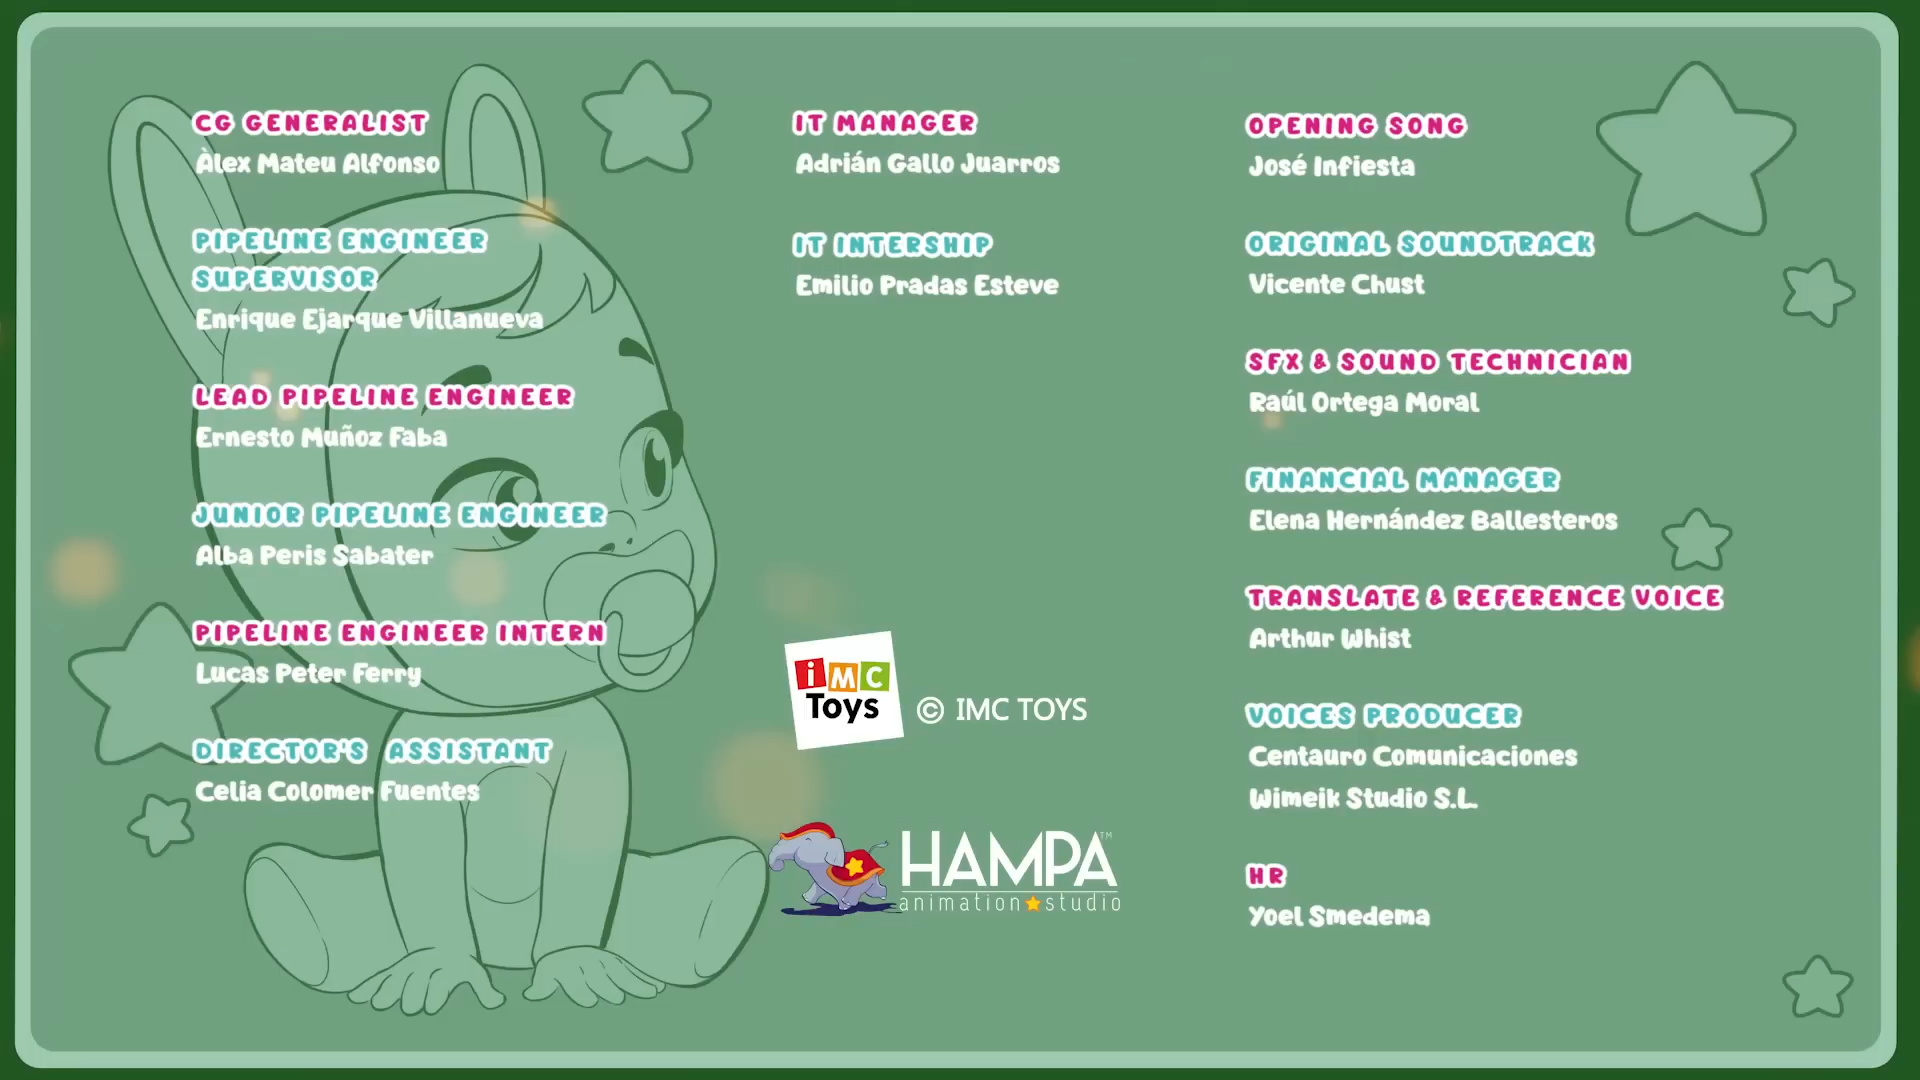 CG GENERALIST
Àlex Mateu Alfonso
PIPELINE ENGINEER
SUPERVISOR
Enrique Ejarque Villanueva
LEAD PIPELINE ENGINEER
Ernesto Muñoz Faba
JUNIOR PIPELINE ENGINEER
Alba Peris Sabater
PIPELINE ENGINEER INTERN
Lucas Peter Ferry
DIRECTOR'S ASSISTANT
Celia Colomer Fuentes
IT MANAGER
Adrián Gallo Juarros
IT INTERSHIP
Emilio Pradas Esteve
iMC
Toys
© IMC TOYS
HAMPA™
animation studio
OPENING SONG
José Infiesta
ORIGINAL SOUNDTRACK
Vicente Chust
SFX & SOUND TECHNICIAN
Raúl Ortega Moral
FINANCIAL MANAGER
Elena Hernández Ballesteros
TRANSLATE & REFERENCE VOICE
Arthur Whist
VOICES PRODUCER
Centauro Comunicaciones
Wimeik Studio S.L.
HR
Yoel Smedema